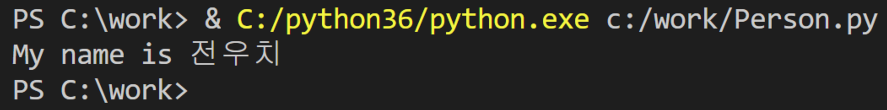 PS C:\work> & C:/python36/python.exe c:/work/Person.py
My name is 전우치
PS C:\work>